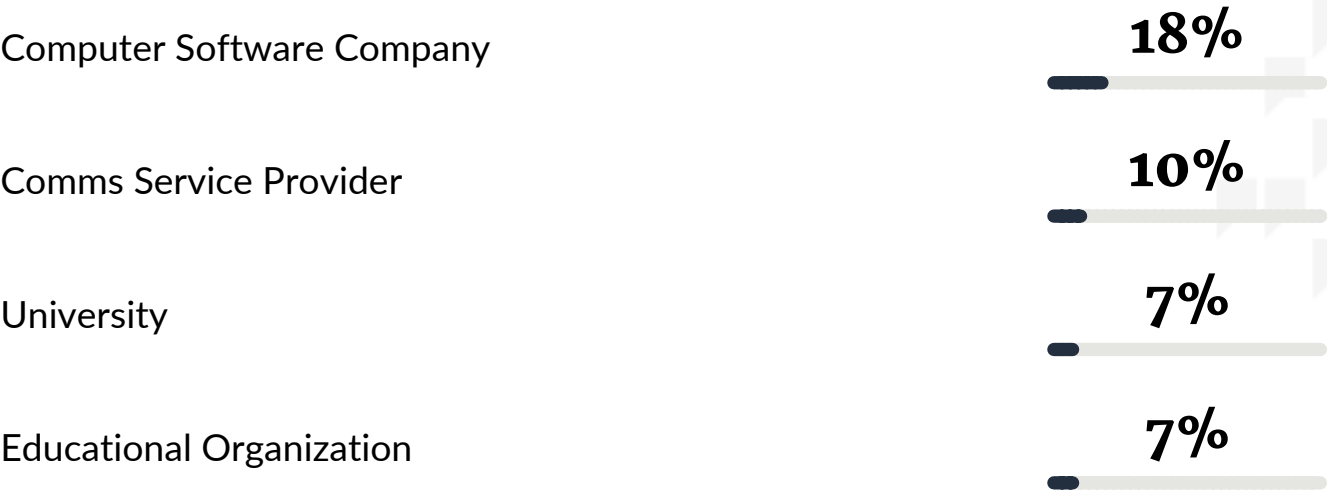 Computer Software Company
18%
Comms Service Provider
10%
University
7%
Educational Organization
7%